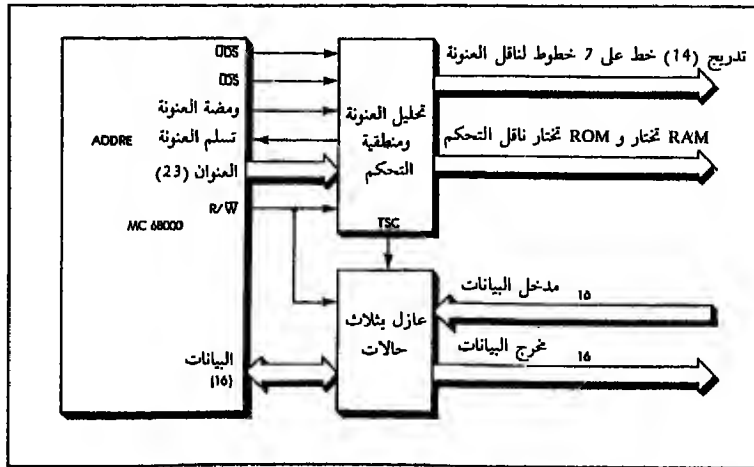 UDS
LDS
ومضة العنونة
تسلم العنونة
ADDRE
العنوان (23)
R/W
MC 68000
البيانات
(16)
تحليل العنونة
ومنطقية
التحكم
TSC
عازل بثلاث
حالات
تدريج (14) خط على 7 خطوط لناقل العنونة
RAM تختار و ROM تختار ناقل التحكم
مدخل البيانات
16
مخرج البيانات
16